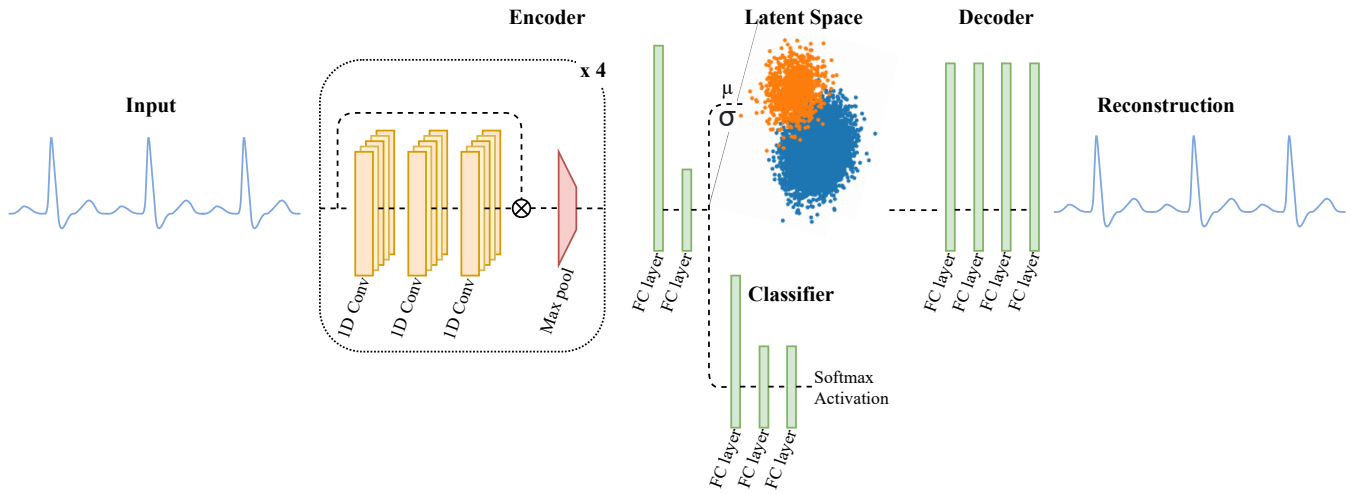 Encoder
Latent Space
Decoder
x 4
Input
μ
σ
Reconstruction
1D Conv
1D Conv
1D Conv
Max pool
FC layer
FC layer
FC layer
FC layer
FC layer
FC layer
Classifier
Softmax
Activation
FC layer
FC layer
FC layer